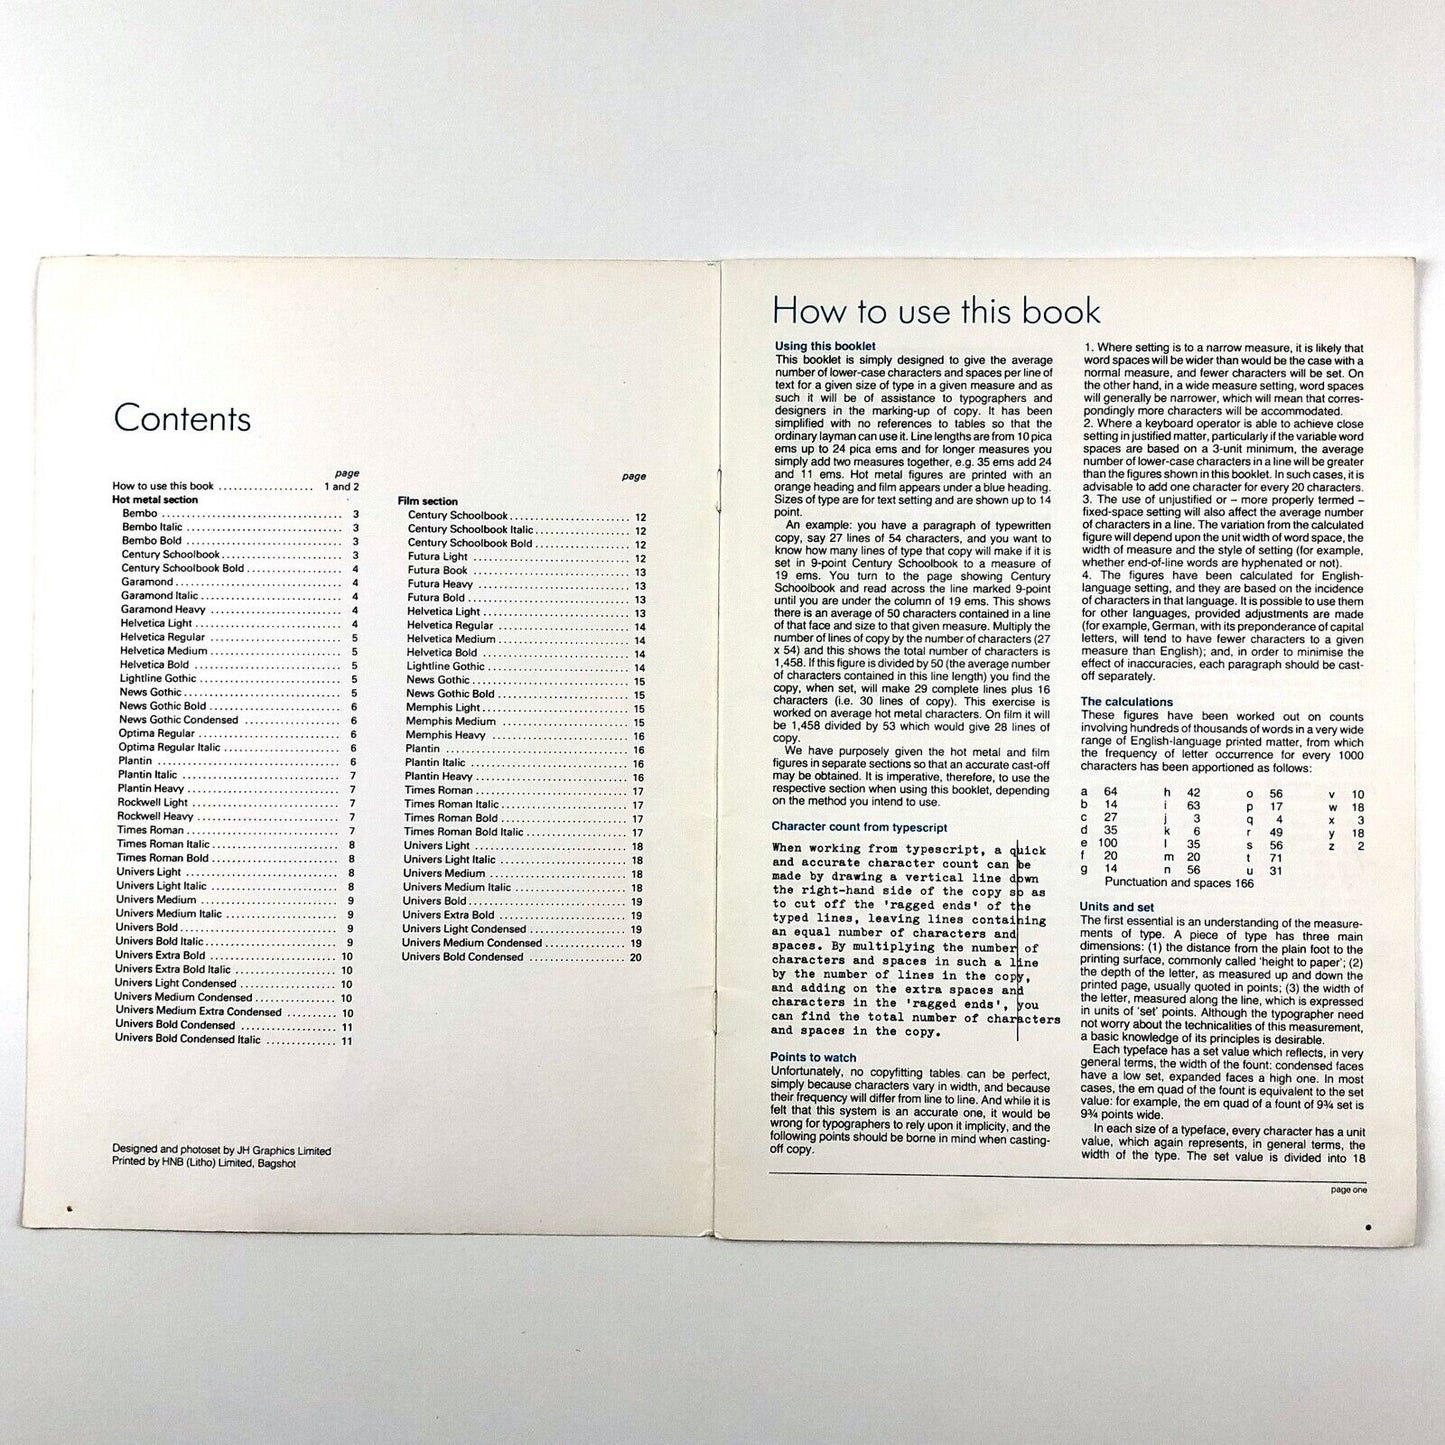 Contents
page
How to use this book ................... 1 and 2
Hot metal section
Bembo ................................... 3
Bembo Italic ................................... 3
Bembo Bold ................................... 3
Century Schoolbook ................................... 3
Century Schoolbook Bold ................................... 4
Garamond ................................... 4
Garamond Italic ................................... 4
Garamond Heavy ................................... 4
Helvetica Light ................................... 4
Helvetica Regular ................................... 5
Helvetica Medium ................................... 5
Helvetica Bold ................................... 5
Lightline Gothic ................................... 5
News Gothic ................................... 5
News Gothic Bold ................................... 6
News Gothic Condensed ................................... 6
Optima Regular ................................... 6
Optima Regular Italic ................................... 6
Plantin ................................... 6
Plantin Italic ................................... 7
Plantin Heavy ................................... 7
Rockwell Light ................................... 7
Rockwell Heavy ................................... 7
Times Roman ................................... 7
Times Roman Italic ................................... 8
Times Roman Bold ................................... 8
Univers Light ................................... 8
Univers Light Italic ................................... 8
Univers Medium ................................... 9
Univers Medium Italic ................................... 9
Univers Bold ................................... 9
Univers Bold Italic ................................... 9
Univers Extra Bold ................................... 10
Univers Extra Bold Italic ................................... 10
Univers Light Condensed ................................... 10
Univers Medium Condensed ................................... 10
Univers Medium Extra Condensed .......... 10
Univers Bold Condensed ................................... 11
Univers Bold Condensed Italic .............. 11
page
Film section
Century Schoolbook ................................... 12
Century Schoolbook Italic ................................... 12
Century Schoolbook Bold ................................... 12
Futura Light ................................... 12
Futura Book ................................... 13
Futura Heavy ................................... 13
Futura Bold ................................... 13
Helvetica Light ................................... 13
Helvetica Regular ................................... 14
Helvetica Medium ................................... 14
Helvetica Bold ................................... 14
Lightline Gothic ................................... 14
News Gothic ................................... 15
News Gothic Bold ................................... 15
Memphis Light ................................... 15
Memphis Medium ................................... 15
Memphis Heavy ................................... 16
Plantin ................................... 16
Plantin Italic ................................... 16
Plantin Heavy ................................... 16
Times Roman ................................... 17
Times Roman Italic ................................... 17
Times Roman Bold ................................... 17
Times Roman Bold Italic ................................... 17
Univers Light ................................... 18
Univers Light Italic ................................... 18
Univers Medium ................................... 18
Univers Medium Italic ................................... 18
Univers Bold ................................... 19
Univers Extra Bold ................................... 19
Univers Light Condensed ................................... 19
Univers Medium Condensed ................................... 19
Univers Bold Condensed ................................... 20
Designed and photoset by JH Graphics Limited
Printed by HNB (Litho) Limited, Bagshot
How to use this book
Using this booklet
This booklet is simply designed to give the average
number of lower-case characters and spaces per line of
text for a given size of type in a given measure and as
such it will be of assistance to typographers and
designers in the marking-up of copy. It has been
simplified with no references to tables so that the
ordinary layman can use it. Line lengths are from 10 pica
ems up to 24 pica ems and for longer measures you
simply add two measures together, e.g. 35 ems add 24
and 11 ems. Hot metal figures are printed with an
orange heading and film appears under a blue heading.
Sizes of type are for text setting and are shown up to 14
point.
An example: you have a paragraph of typewritten
copy, say 27 lines of 54 characters, and you want to
know how many lines of type that copy will make if it is
set in 9-point Century Schoolbook to a measure of
19 ems. You turn to the page showing Century
Schoolbook and read across the line marked 9-point
until you are under the column of 19 ems. This shows
there is an average of 50 characters contained in a line
of that face and size to that given measure. Multiply the
number of lines of copy by the number of characters (27
x 54) and this shows the total number of characters is
1,458. If this figure is divided by 50 (the average number
of characters contained in this line length) you find the
copy, when set, will make 29 complete lines plus 16
characters (i.e. 30 lines of copy). This exercise is
worked on average hot metal characters. On film it will
be 1,458 divided by 53 which would give 28 lines of
copy.
We have purposely given the hot metal and film
figures in separate sections so that an accurate cast-off
may be obtained. It is imperative, therefore, to use the
respective section when using this booklet, depending
on the method you intend to use.
Character count from typescript
When working from typescript, a quick
and accurate character count can be
made by drawing a vertical line down
the right-hand side of the copy so as
to cut off the 'ragged ends' of the
typed lines, leaving lines containing
an equal number of characters and
spaces. By multiplying the number of
characters and spaces in such a line
by the number of lines in the copy,
and adding on the extra spaces and
characters in the 'ragged ends', you
can find the total number of characters
and spaces in the copy.
Points to watch
Unfortunately, no copyfitting tables can be perfect,
simply because characters vary in width, and because
their frequency will differ from line to line. And while it is
felt that this system is an accurate one, it would be
wrong for typographers to rely upon it implicity, and the
following points should be borne in mind when casting-
off copy.
1. Where setting is to a narrow measure, it is likely that
word spaces will be wider than would be the case with a
normal measure, and fewer characters will be set. On
the other hand, in a wide measure setting, word spaces
will generally be narrower, which will mean that corres-
pondingly more characters will be accommodated.
2. Where a keyboard operator is able to achieve close
setting in justified matter, particularly if the variable word
spaces are based on a 3-unit minimum, the average
number of lower-case characters in a line will be greater
than the figures shown in this booklet. In such cases, it is
advisable to add one character for every 20 characters.
3. The use of unjustified or – more properly termed –
fixed-space setting will also affect the average number
of characters in a line. The variation from the calculated
figure will depend upon the unit width of word space, the
width of measure and the style of setting (for example,
whether end-of-line words are hyphenated or not).
4. The figures have been calculated for English-
language setting, and they are based on the incidence
of characters in that language. It is possible to use them
for other languages, provided adjustments are made
(for example, German, with its preponderance of capital
letters, will tend to have fewer characters to a given
measure than English); and, in order to minimise the
effect of inaccuracies, each paragraph should be cast-
off separately.
The calculations
These figures have been worked out on counts
involving hundreds of thousands of words in a very wide
range of English-language printed matter, from which
the frequency of letter occurrence for every 1000
characters has been apportioned as follows:
a 64 h 42 o 56 v 10
b 14 i 63 p 17 w 18
c 27 j 3 q 4 x 3
d 35 k 6 r 49 y 18
e 100 l 35 s 56 z 2
f 20 m 20 t 71
g 14 n 56 u 31
Punctuation and spaces 166
Units and set
The first essential is an understanding of the measure-
ments of type. A piece of type has three main
dimensions: (1) the distance from the plain foot to the
printing surface, commonly called 'height to paper'; (2)
the depth of the letter, as measured up and down the
printed page, usually quoted in points; (3) the width of
the letter, measured along the line, which is expressed
in units of 'set' points. Although the typographer need
not worry about the technicalities of this measurement,
a basic knowledge of its principles is desirable.
Each typeface has a set value which reflects, in very
general terms, the width of the fount: condensed faces
have a low set, expanded faces a high one. In most
cases, the em quad of the fount is equivalent to the set
value: for example, the em quad of a fount of 9¾ set is
9¾ points wide.
In each size of a typeface, every character has a unit
value, which again represents, in general terms, the
width of the type. The set value is divided into 18
page one